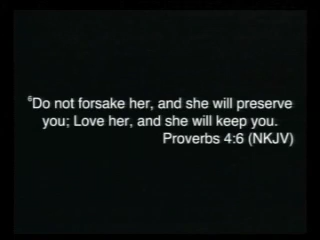 ⁶Do not forsake her, and she will preserve
you; Love her, and she will keep you.
Proverbs 4:6 (NKJV)